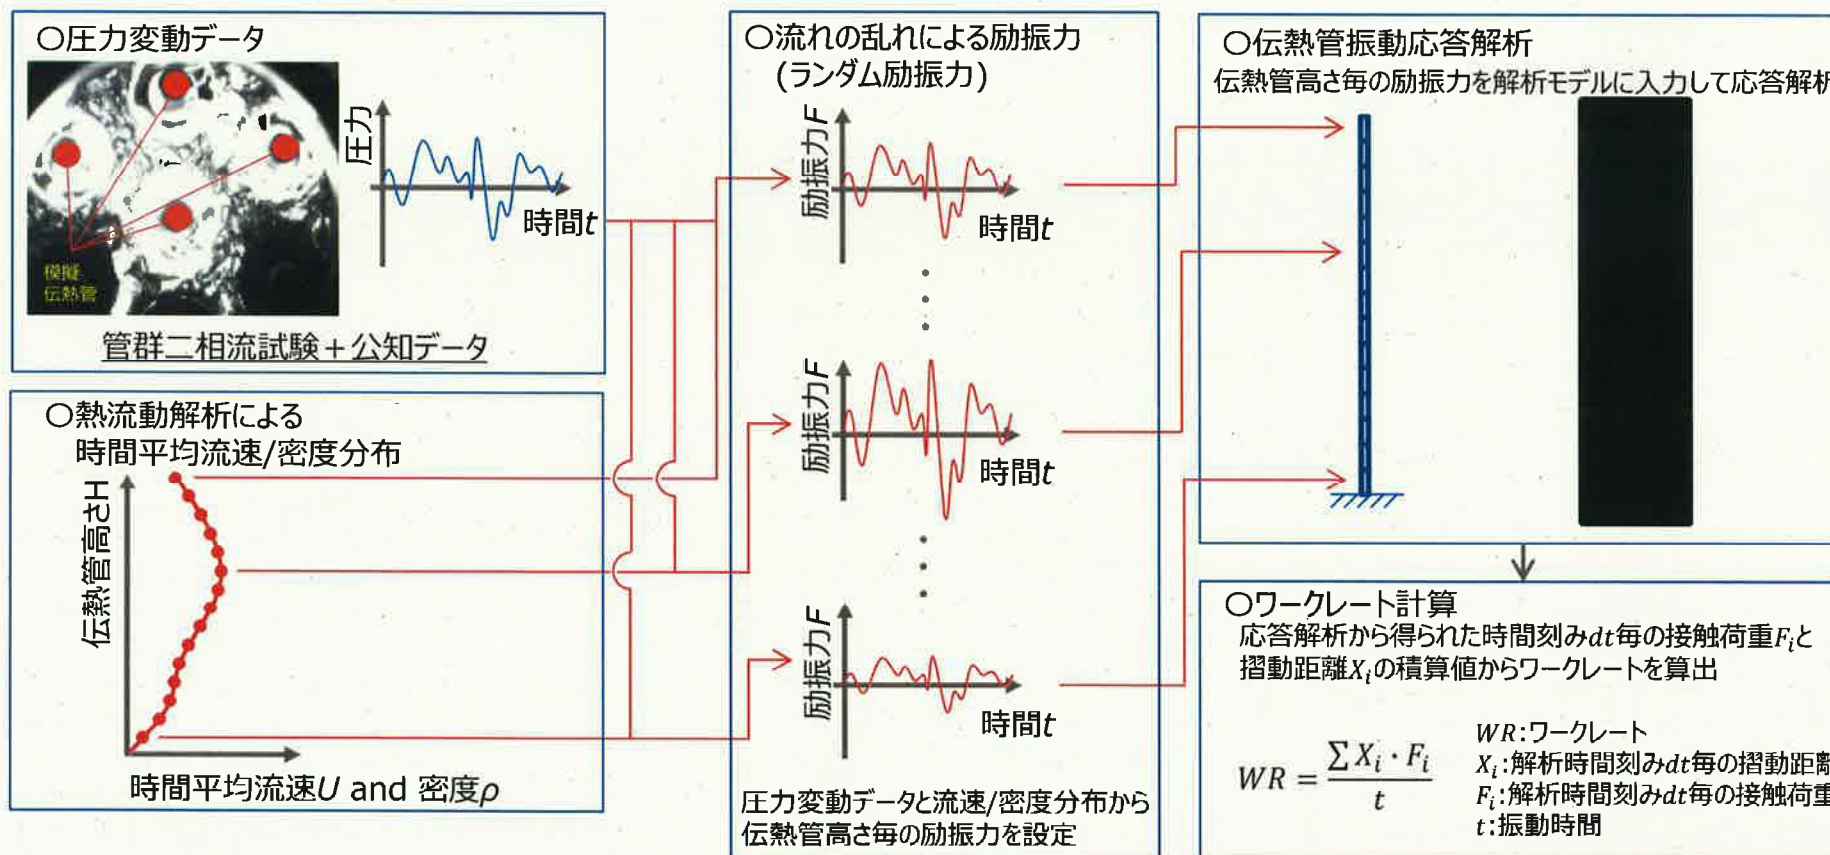 ○圧力変動データ
圧力
時間t
模擬
伝熱管
管群二相流試験+公知データ
○熱流動解析による
時間平均流速/密度分布
伝熱管高さH
時間平均流速U and 密度ρ
○流れの乱れによる励振力
(ランダム励振力)
励振力F
時間t
励振力F
時間t
励振力F
時間t
圧力変動データと流速/密度分布から
伝熱管高さ毎の励振力を設定
○伝熱管振動応答解析
伝熱管高さ毎の励振力を解析モデルに入力して応答解析
○ワークレート計算
応答解析から得られた時間刻みdt毎の接触荷重Fᵢと
摺動距離Xᵢの積算値からワークレートを算出
WR = ∑Xᵢ・Fᵢ / t
WR:ワークレート
Xᵢ:解析時間刻みdt毎の摺動距離
Fᵢ:解析時間刻みdt毎の接触荷重
t:振動時間